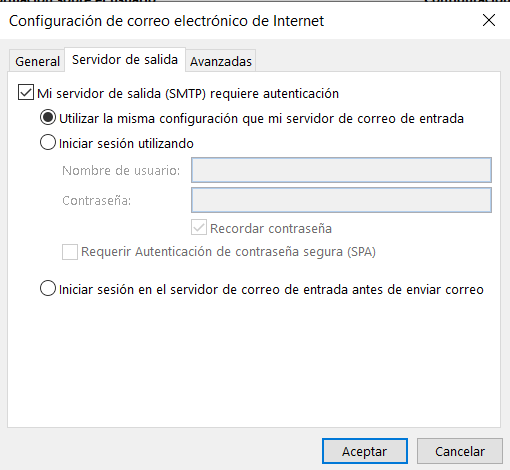 Configuración de correo electrónico de Internet
General Servidor de salida Avanzadas
Mi servidor de salida (SMTP) requiere autenticación
Utilizar la misma configuración que mi servidor de correo de entrada
Iniciar sesión utilizando
Nombre de usuario:
Contraseña:
Recordar contraseña
Requerir Autenticación de contraseña segura (SPA)
Iniciar sesión en el servidor de correo de entrada antes de enviar correo
Aceptar Cancelar